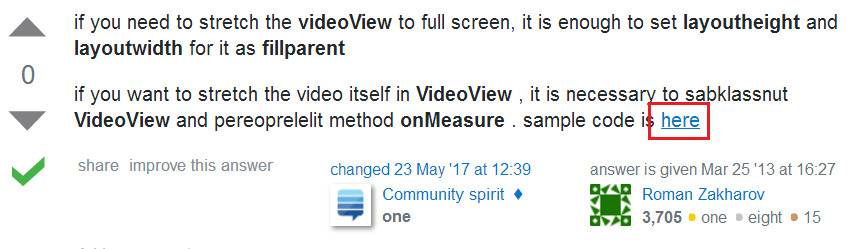 if you need to stretch the videoView to full screen, it is enough to set layoutheight and
layoutwidth for it as fillparent
0
if you want to stretch the video itself in VideoView , it is necessary to sabklassnut
VideoView and pereoprelelit method onMeasure . sample code is here
share improve this answer
changed 23 May '17 at 12:39
answer is given Mar 25 '13 at 16:27
Community spirit ♦
Roman Zakharov
one
3,705 one eight 15